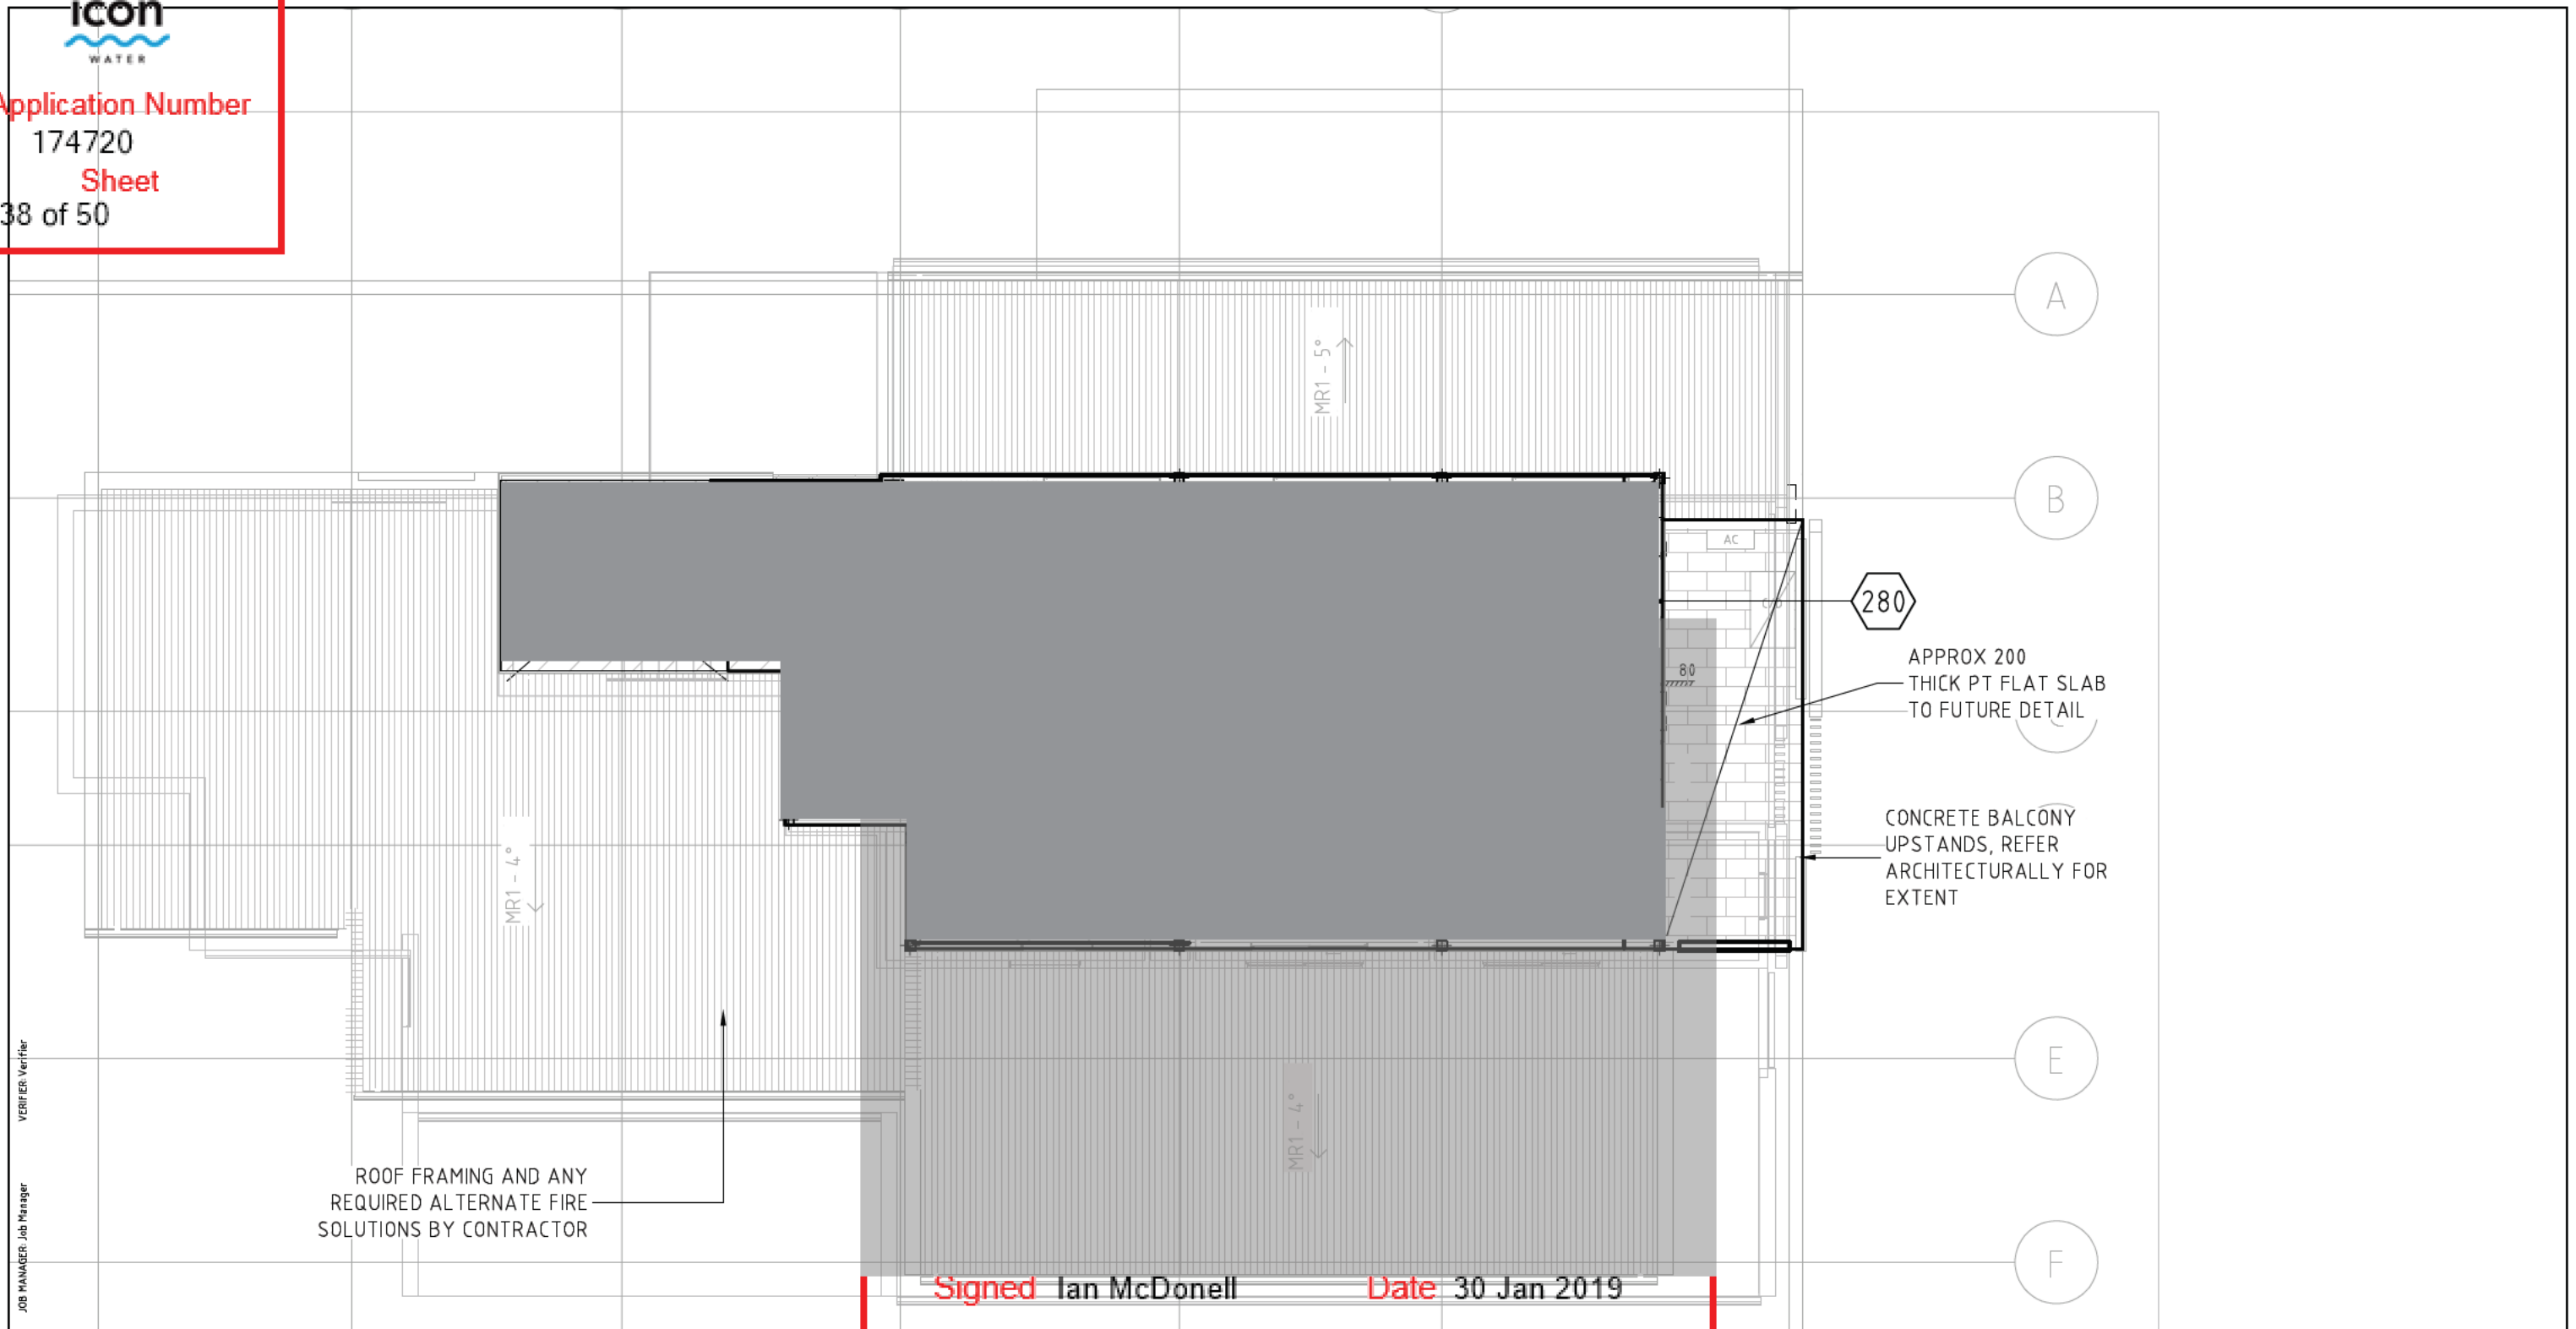 icon
WATER
Application Number
174720
Sheet
38 of 50
A
MR1 - 5°
B
AC
280
80
APPROX 200
THICK PT FLAT SLAB
TO FUTURE DETAIL
C
CONCRETE BALCONY
UPSTANDS, REFER
ARCHITECTURALLY FOR
EXTENT
MR1 - 4°
E
MR1 - 4°
ROOF FRAMING AND ANY
REQUIRED ALTERNATE FIRE
SOLUTIONS BY CONTRACTOR
F
Signed Ian McDonell Date 30 Jan 2019
VERIFIER: Verifier
JOB MANAGER: Job Manager